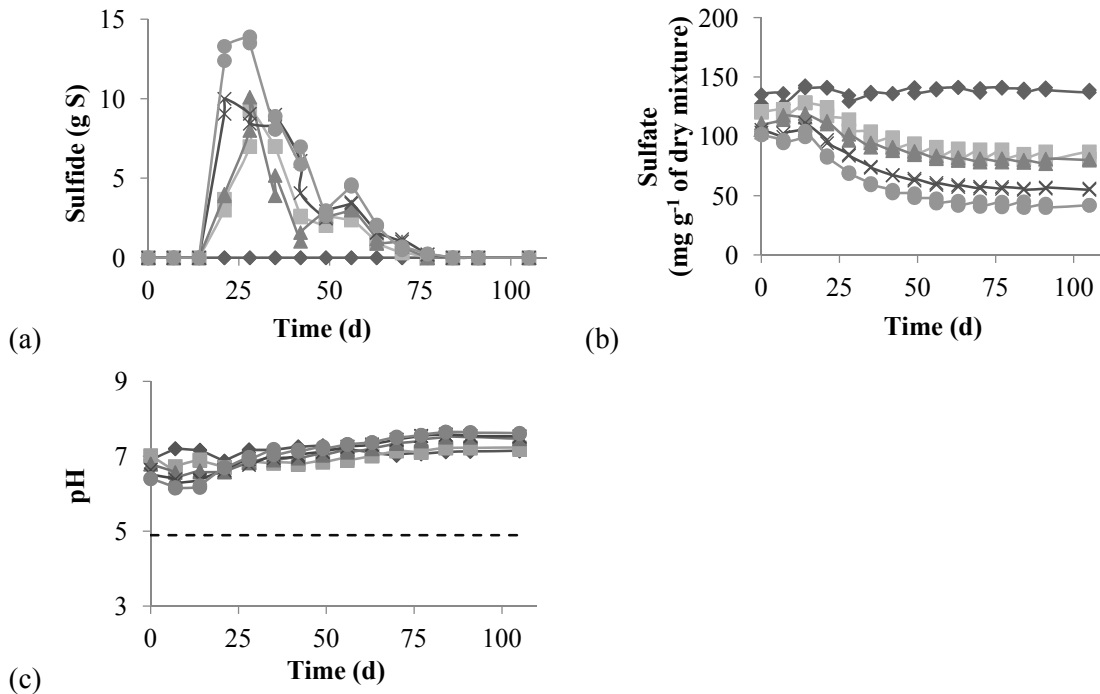 Sulfide (g S)
15
10
5
0
0 25 50 75 100
Time (d)
(a)
Sulfate
(mg g⁻¹ of dry mixture)
200
150
100
50
0
0 25 50 75 100
Time (d)
(b)
pH
9
7
5
3
0 25 50 75 100
Time (d)
(c)